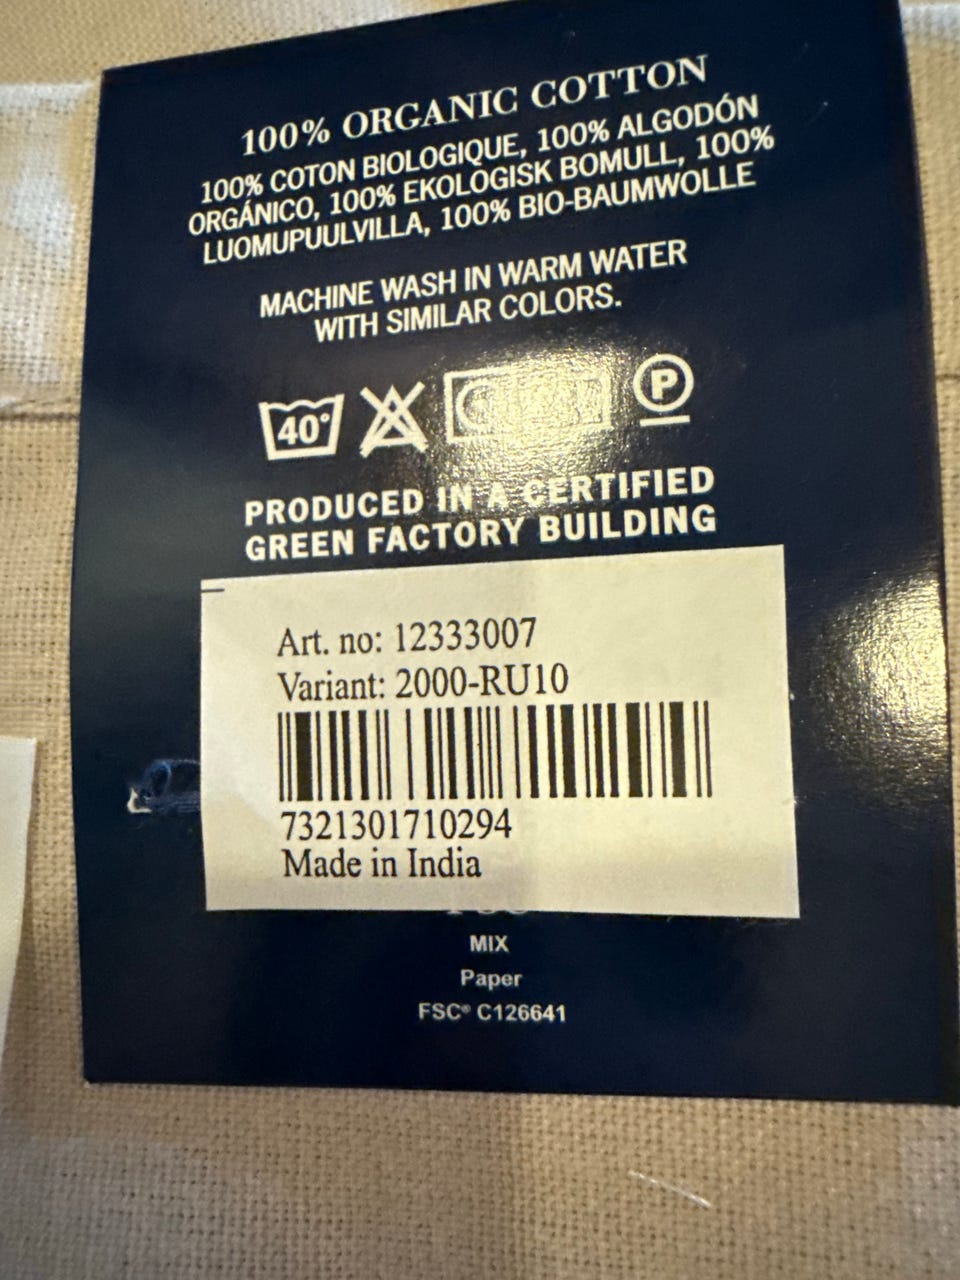 100% ORGANIC COTTON
100% COTON BIOLOGIQUE, 100% ALGODÓN
ORGÁNICO, 100% EKOLOGISK BOMULL, 100%
LUOMUPUULVILLA, 100% BIO-BAUMWOLLE
MACHINE WASH IN WARM WATER
WITH SIMILAR COLORS.
40° P
PRODUCED IN A CERTIFIED
GREEN FACTORY BUILDING
Art. no: 12333007
Variant: 2000-RU10
7321301710294
Made in India
MIX
Paper
FSC® C126641